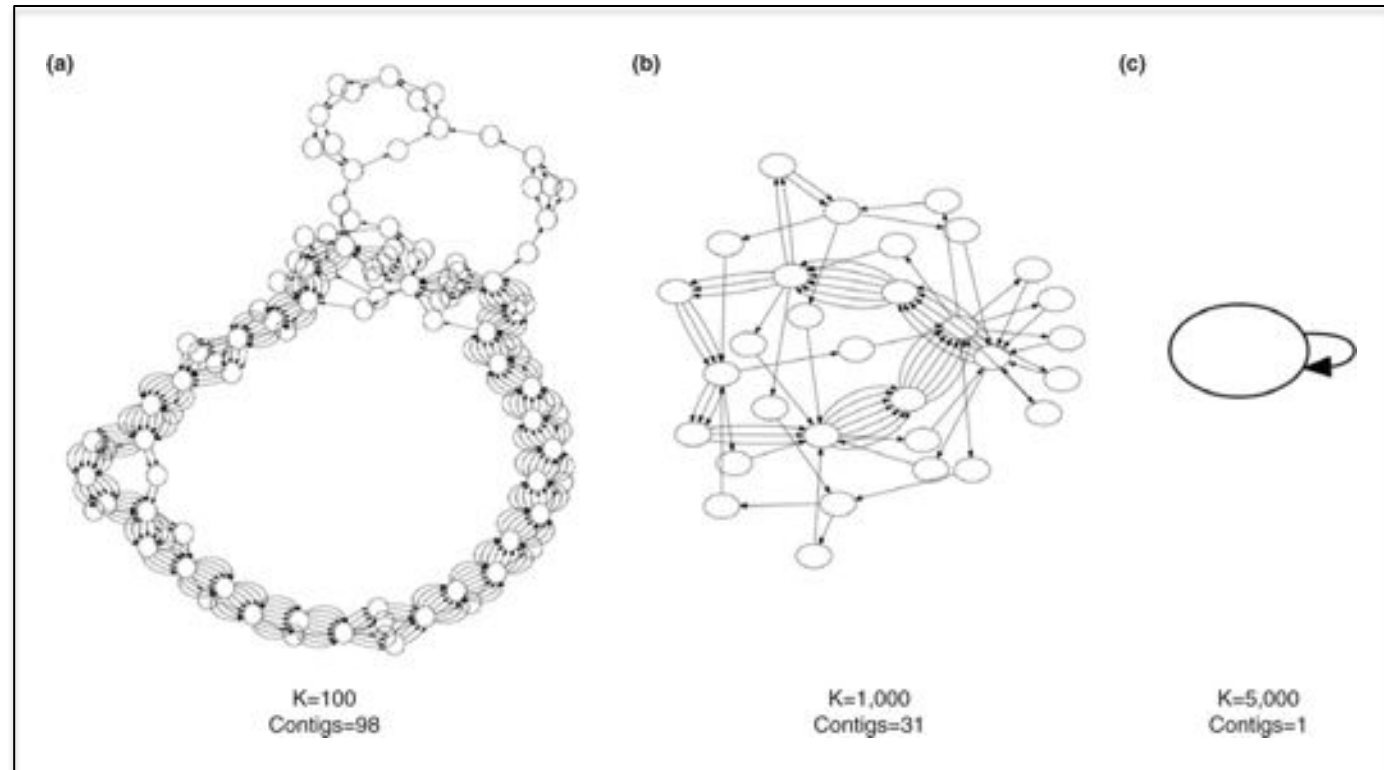 (a)
(b)
(c)
K=100
Contigs=98
K=1,000
Contigs=31
K=5,000
Contigs=1